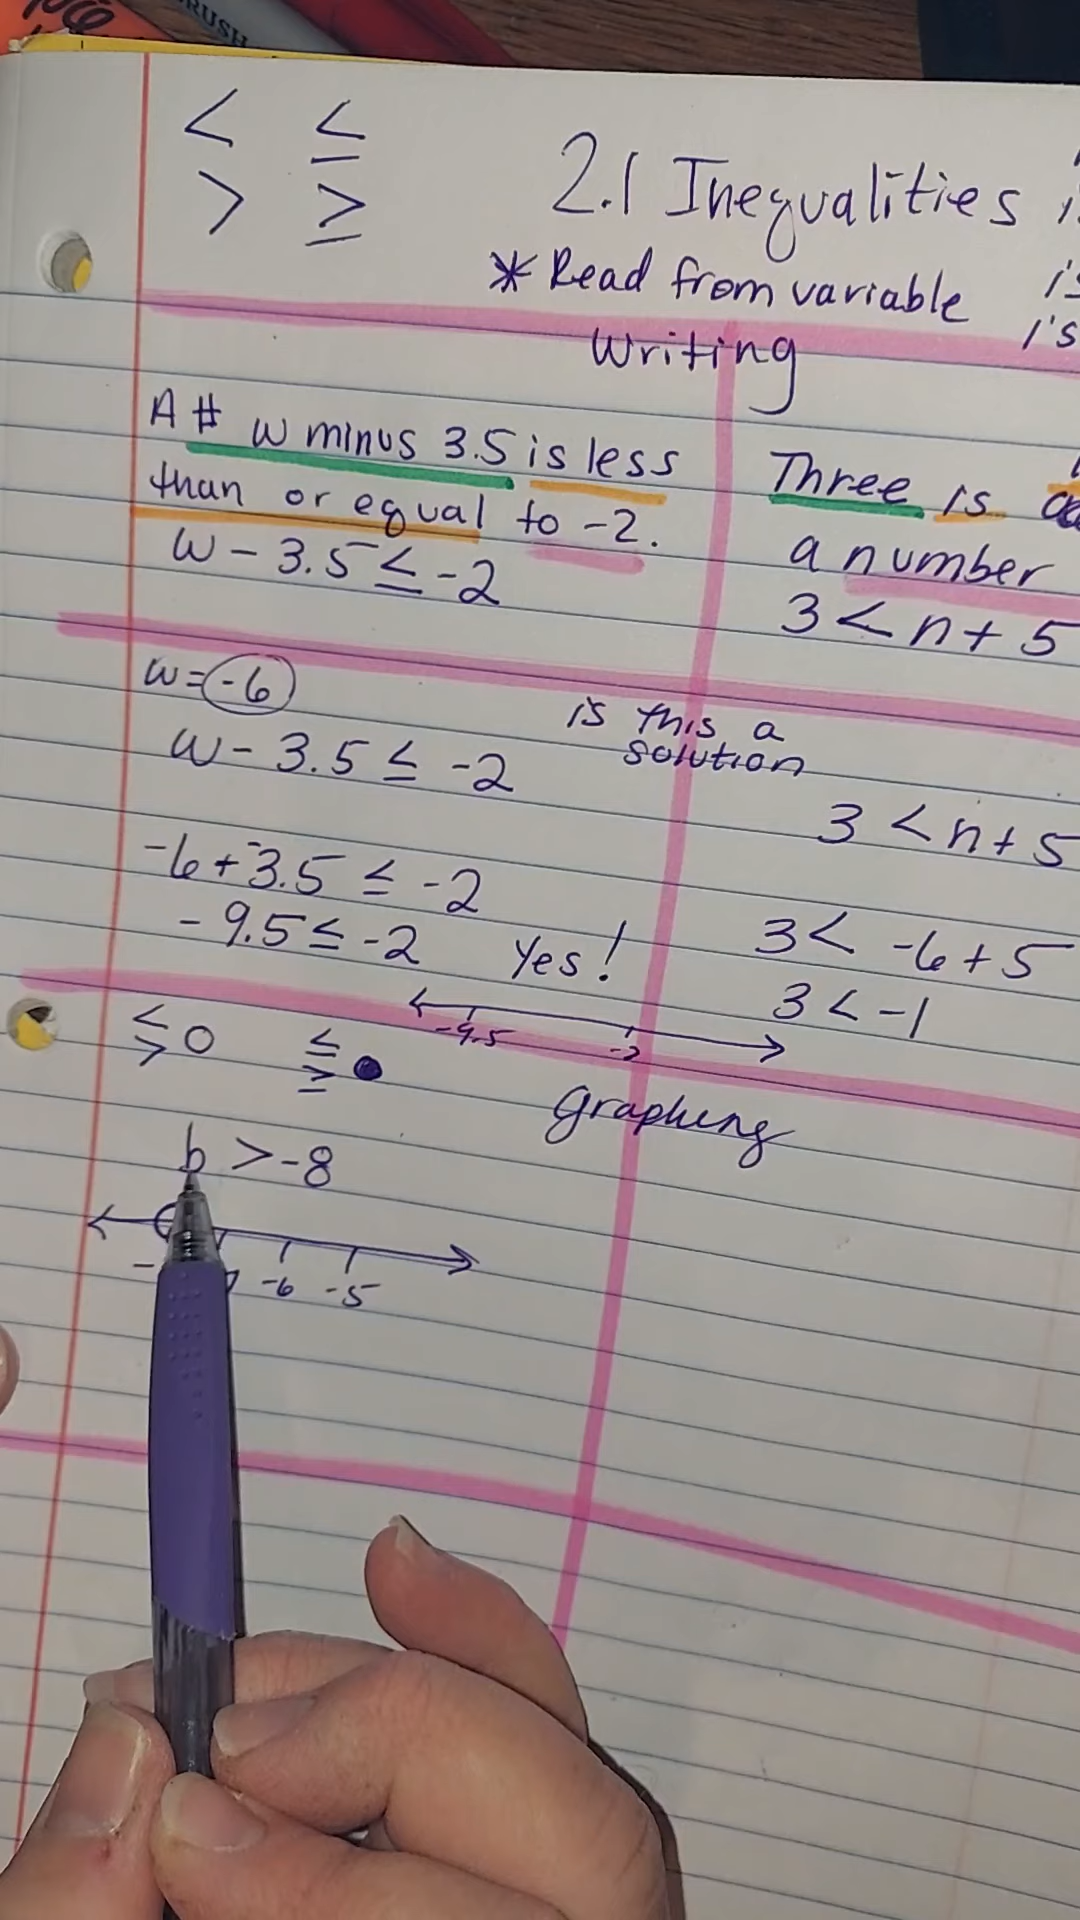 RUSH
< ≤
> ≥
2.1 Inequalities
* Read from variable
is
i's
Writing
A # w minus 3.5 is less
than or equal to -2.
w - 3.5 ≤ -2
Three is
a number
3 < n + 5
w = -6
is this a
solution
w - 3.5 ≤ -2
3 < n + 5
-6 + -3.5 ≤ -2
-9.5 ≤ -2 Yes!
3 < -6 + 5
3 < -1
-9.5 -2
< ≤
> ≥
Graphing
b > -8
-6 -5